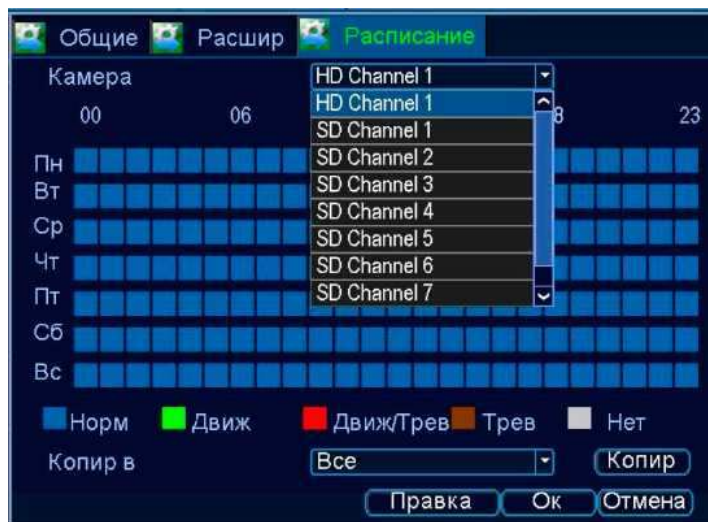 Общие Расшир Расписание
Камера HD Channel 1
HD Channel 1
00 06 8 23
SD Channel 1
SD Channel 2
Пн
SD Channel 3
Вт
SD Channel 4
Ср
SD Channel 5
Чт
SD Channel 6
Пт
SD Channel 7
Сб
Вс
Норм Движ Движ/Трев Трев Нет
Копир в Все Копир
Правка Ок Отмена